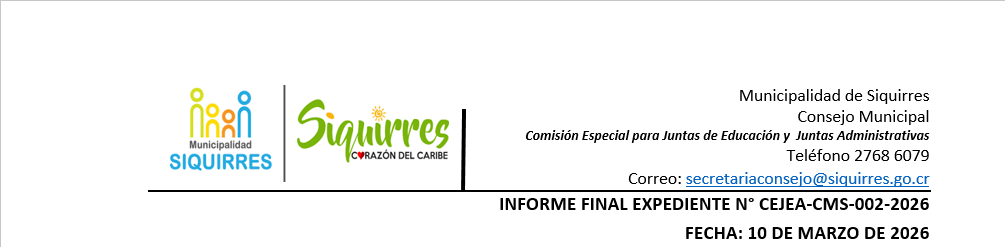 Municipalidad
SIQUIRRES
Siquirres
CORAZÓN DEL CARIBE
Municipalidad de Siquirres
Consejo Municipal
Comisión Especial para Juntas de Educación y Juntas Administrativas
Teléfono 2768 6079
Correo: secretariaconsejo@siquirres.go.cr
INFORME FINAL EXPEDIENTE N° CEJEA-CMS-002-2026
FECHA: 10 DE MARZO DE 2026